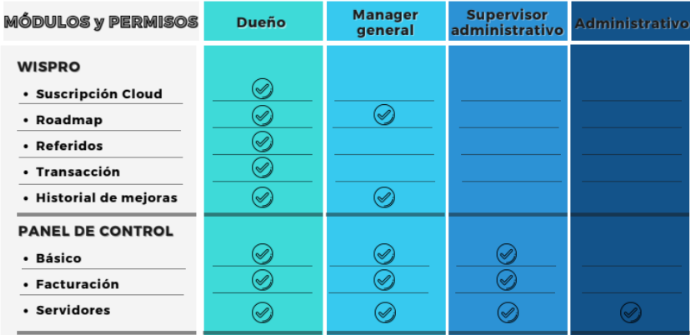 MÓDULOS y PERMISOS
Dueño
Manager
general
Supervisor
administrativo
Administrativo
WISPRO
• Suscripción Cloud
• Roadmap
• Referidos
• Transacción
• Historial de mejoras
PANEL DE CONTROL
• Básico
• Facturación
• Servidores